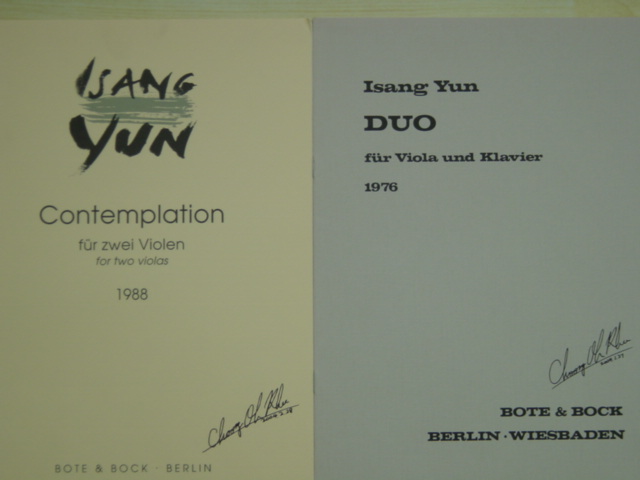 ISANG
YUN
Contemplation
für zwei Violen
for two violas
1988
BOTE & BOCK · BERLIN
Isang Yun
DUO
für Viola und Klavier
1976
BOTE & BOCK
BERLIN · WIESBADEN